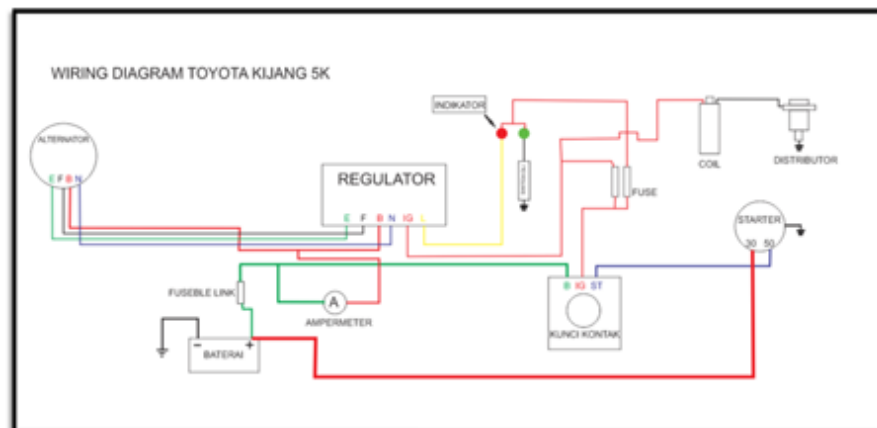 WIRING DIAGRAM TOYOTA KIJANG 5K
INDIKATOR
ALTERNATOR
E F B N
REGULATOR
E F B N IG L
COIL
DISTRIBUTOR
FUSE
STARTER
30 50
FUSEBLE LINK
A
AMPERMETER
B IG ST
KUNCI KONTAK
- +
BATERAI